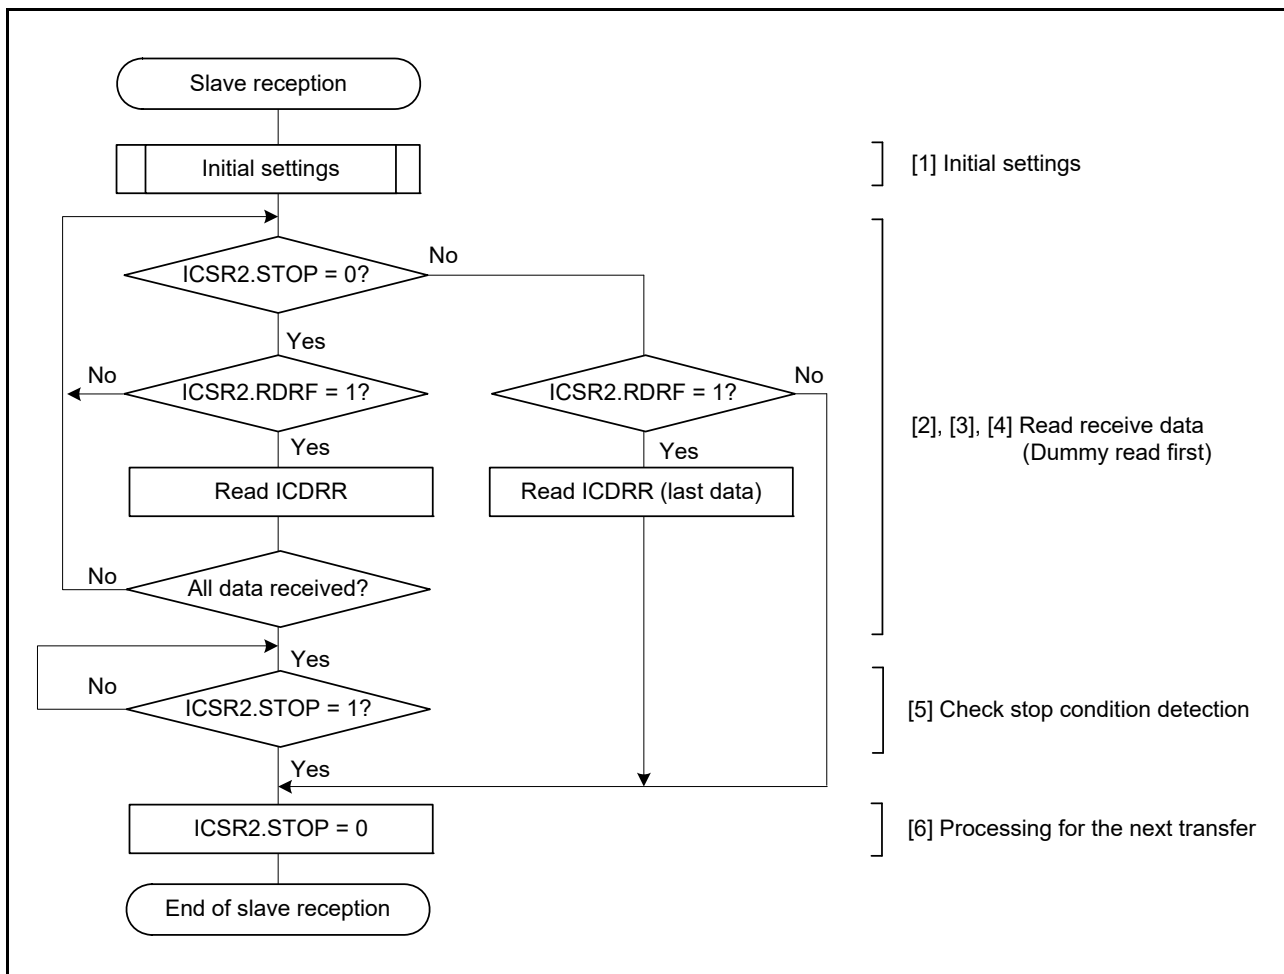 Slave reception
Initial settings
[1] Initial settings
ICSR2.STOP = 0?
No
Yes
ICSR2.RDRF = 1?
No
Yes
ICSR2.RDRF = 1?
No
Yes
[2], [3], [4] Read receive data
(Dummy read first)
Read ICDRR
Read ICDRR (last data)
All data received?
No
Yes
ICSR2.STOP = 1?
No
Yes
[5] Check stop condition detection
ICSR2.STOP = 0
[6] Processing for the next transfer
End of slave reception